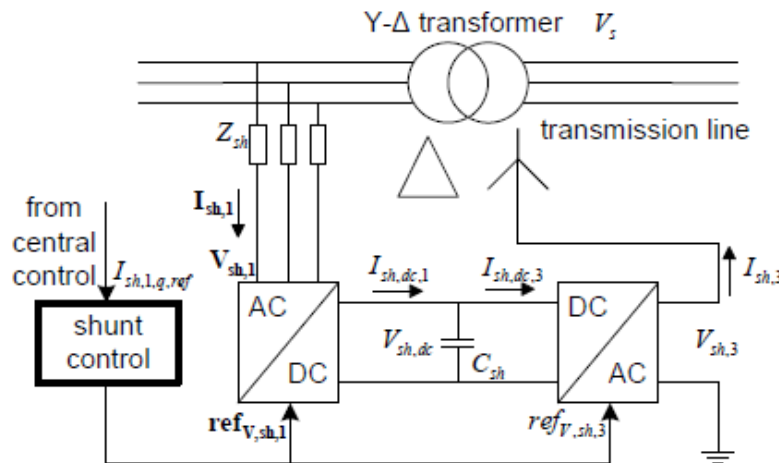 Y-Δ transformer V_s
Z_sh
transmission line
from
central
control
I_sh,1
I_sh,1,q,ref
V_sh,1
I_sh,dc,1
I_sh,dc,3
I_sh,3
shunt
control
AC
DC
V_sh,dc
C_sh
DC
AC
V_sh,3
ref_V,sh,1
ref_V,sh,3